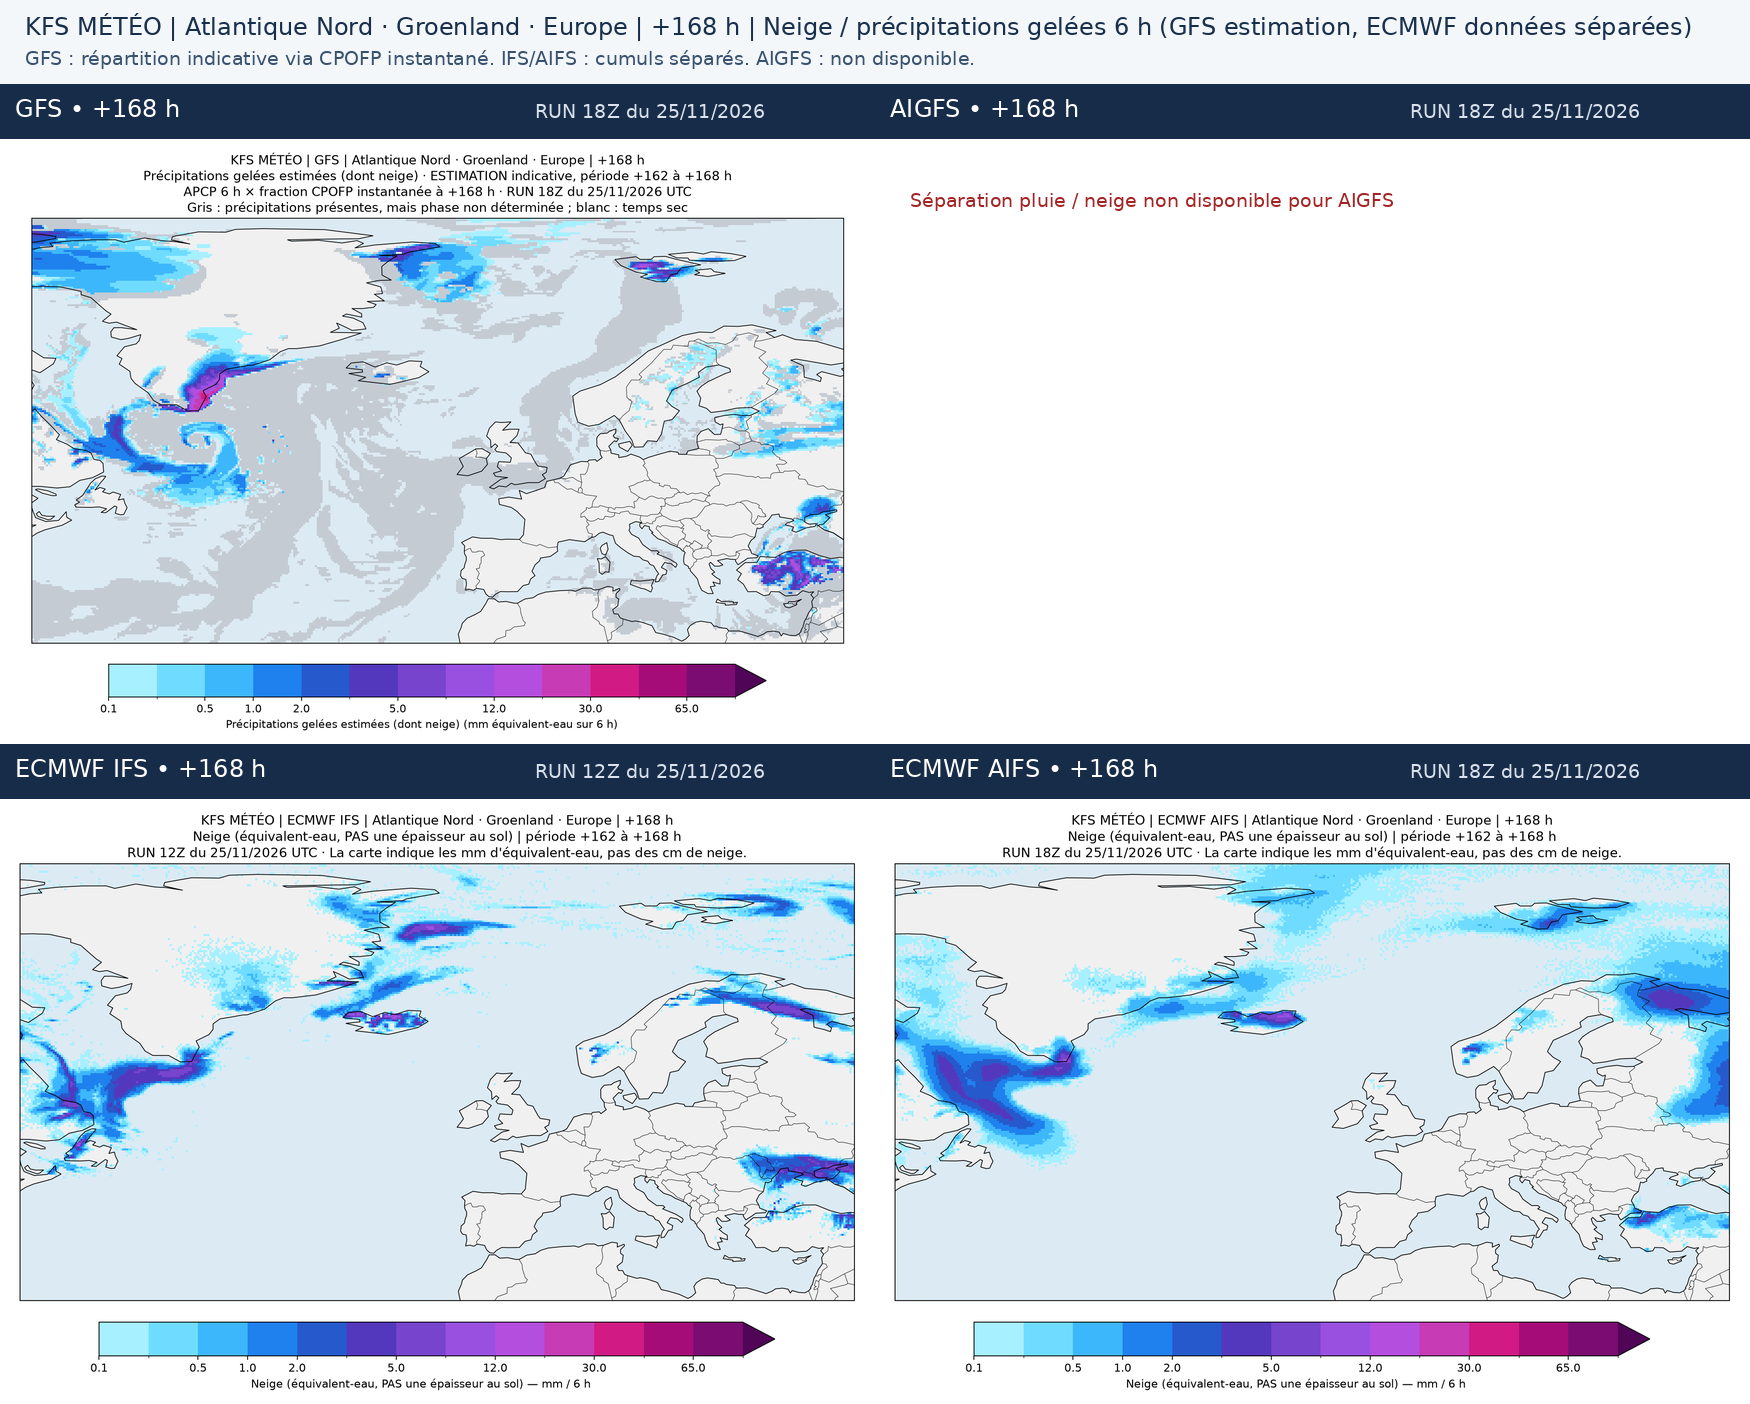 KFS MÉTÉO | Atlantique Nord · Groenland · Europe | +168 h | Neige / précipitations gelées 6 h (GFS estimation, ECMWF données séparées)
GFS : répartition indicative via CPOFP instantané. IFS/AIFS : cumuls séparés. AIGFS : non disponible.
GFS • +168 h
RUN 18Z du 25/11/2026
AIGFS • +168 h
RUN 18Z du 25/11/2026
KFS MÉTÉO | GFS | Atlantique Nord · Groenland · Europe | +168 h
Précipitations gelées estimées (dont neige) · ESTIMATION indicative, période +162 à +168 h
APCP 6 h × fraction CPOFP instantanée à +168 h · RUN 18Z du 25/11/2026 UTC
Gris : précipitations présentes, mais phase non déterminée ; blanc : temps sec
Séparation pluie / neige non disponible pour AIGFS
0.1 0.5 1.0 2.0 5.0 12.0 30.0 65.0
Précipitations gelées estimées (dont neige) (mm équivalent-eau sur 6 h)
ECMWF IFS • +168 h
RUN 12Z du 25/11/2026
ECMWF AIFS • +168 h
RUN 18Z du 25/11/2026
KFS MÉTÉO | ECMWF IFS | Atlantique Nord · Groenland · Europe | +168 h
Neige (équivalent-eau, PAS une épaisseur au sol) | période +162 à +168 h
RUN 12Z du 25/11/2026 UTC · La carte indique les mm d'équivalent-eau, pas des cm de neige.
KFS MÉTÉO | ECMWF AIFS | Atlantique Nord · Groenland · Europe | +168 h
Neige (équivalent-eau, PAS une épaisseur au sol) | période +162 à +168 h
RUN 18Z du 25/11/2026 UTC · La carte indique les mm d'équivalent-eau, pas des cm de neige.
0.1 0.5 1.0 2.0 5.0 12.0 30.0 65.0
Neige (équivalent-eau, PAS une épaisseur au sol) — mm / 6 h
0.1 0.5 1.0 2.0 5.0 12.0 30.0 65.0
Neige (équivalent-eau, PAS une épaisseur au sol) — mm / 6 h